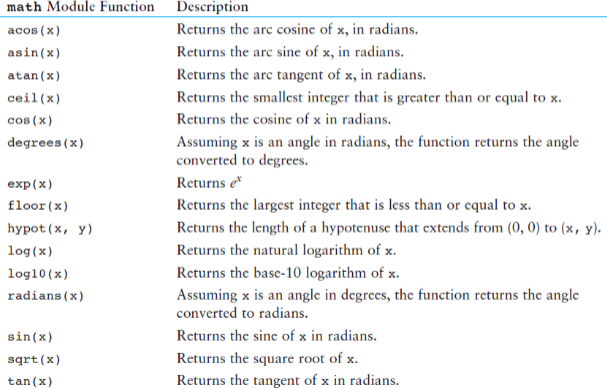 math Module Function Description
acos(x) Returns the arc cosine of x, in radians.
asin(x) Returns the arc sine of x, in radians.
atan(x) Returns the arc tangent of x, in radians.
ceil(x) Returns the smallest integer that is greater than or equal to x.
cos(x) Returns the cosine of x in radians.
degrees(x) Assuming x is an angle in radians, the function returns the angle
converted to degrees.
exp(x) Returns eˣ
floor(x) Returns the largest integer that is less than or equal to x.
hypot(x, y) Returns the length of a hypotenuse that extends from (0, 0) to (x, y).
log(x) Returns the natural logarithm of x.
log10(x) Returns the base-10 logarithm of x.
radians(x) Assuming x is an angle in degrees, the function returns the angle
converted to radians.
sin(x) Returns the sine of x in radians.
sqrt(x) Returns the square root of x.
tan(x) Returns the tangent of x in radians.